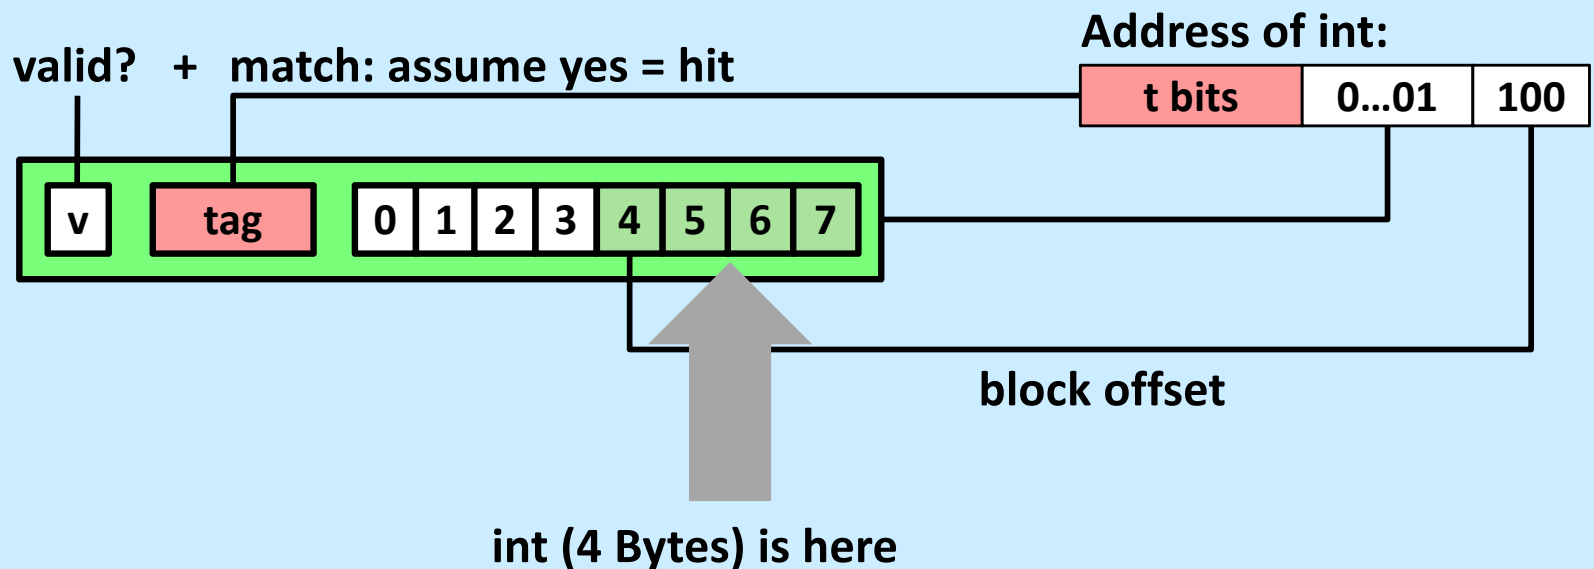 Address of int:
valid? + match: assume yes = hit
t bits 0...01 100
v tag 0 1 2 3 4 5 6 7
block offset
int (4 Bytes) is here